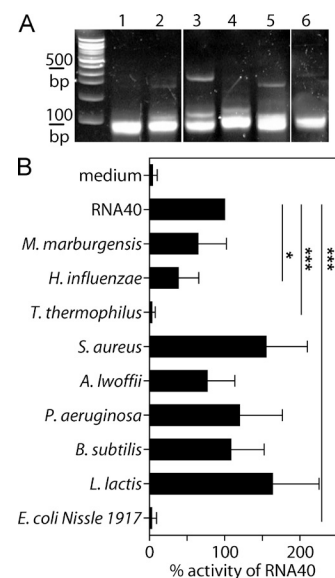 A
1 2 3 4 5 6
500
bp
100
bp
B
medium
RNA40
M. marburgensis
H. influenzae
T. thermophilus
S. aureus
A. lwoffii
P. aeruginosa
B. subtilis
L. lactis
E. coli Nissle 1917
* *** ***
0 100 200
% activity of RNA40